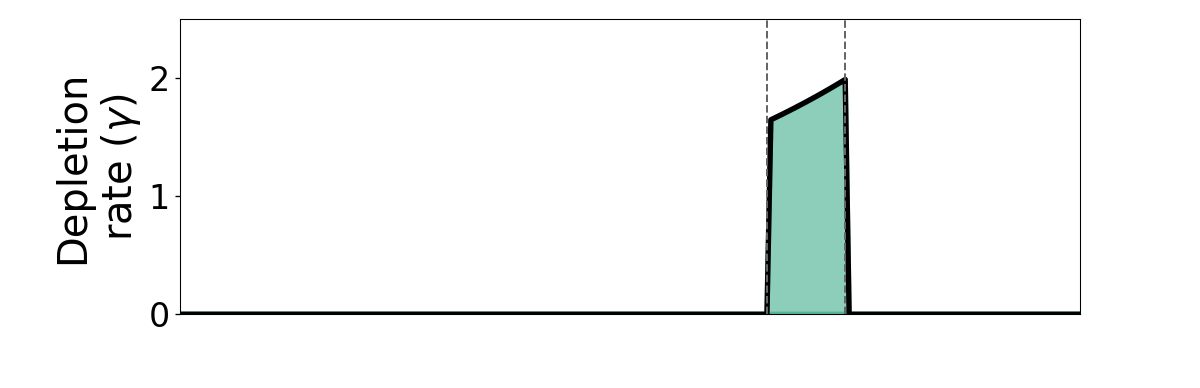 Depletion
rate (γ)
2
1
0